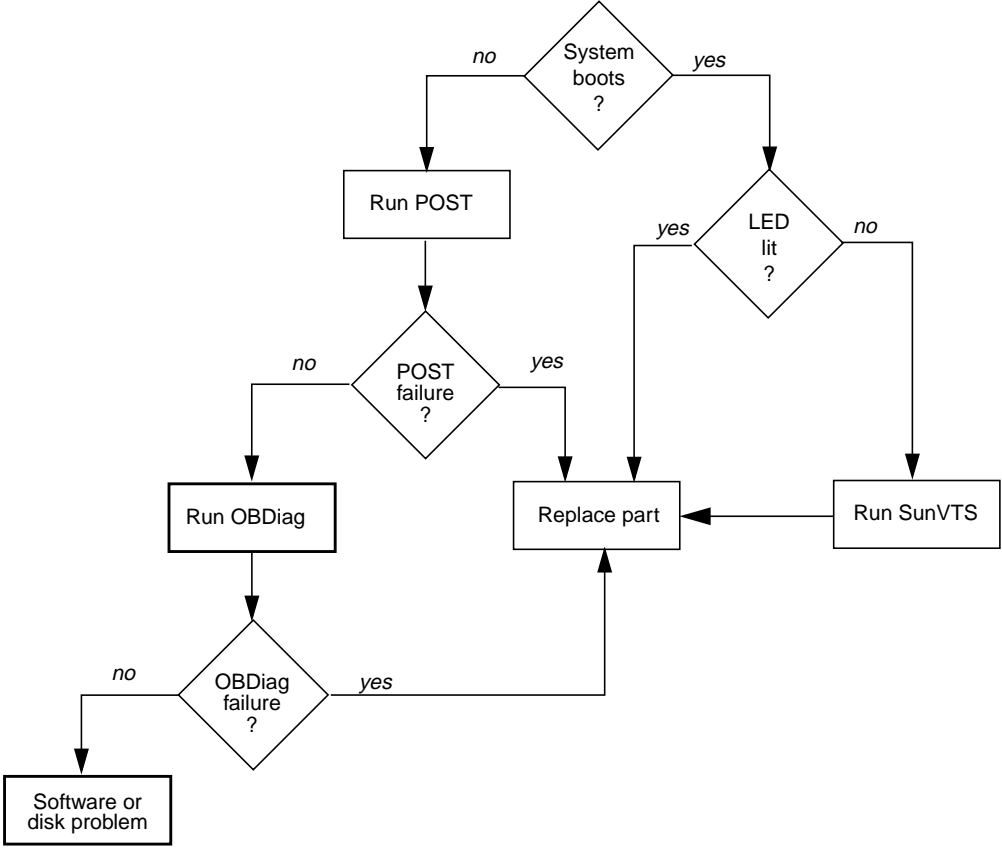 System
boots
?
no
yes
Run POST
LED
lit
?
yes
no
POST
failure
?
no
yes
Run OBDiag
Replace part
Run SunVTS
OBDiag
failure
?
no
yes
Software or
disk problem